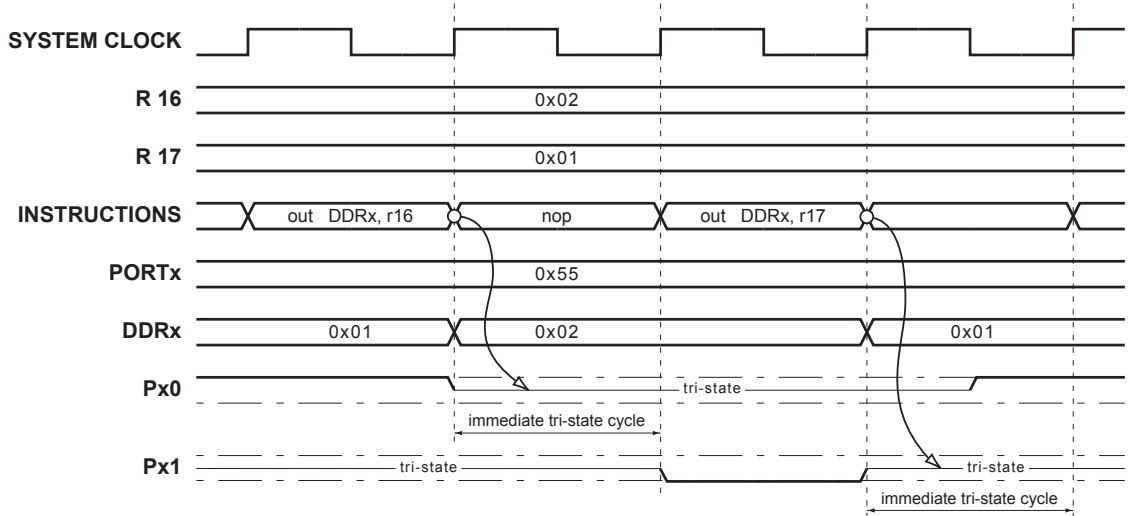 SYSTEM CLOCK
R 16
0x02
R 17
0x01
INSTRUCTIONS
out DDRx, r16
nop
out DDRx, r17
PORTx
0x55
DDRx
0x01
0x02
0x01
Px0
tri-state
immediate tri-state cycle
Px1
tri-state
tri-state
immediate tri-state cycle